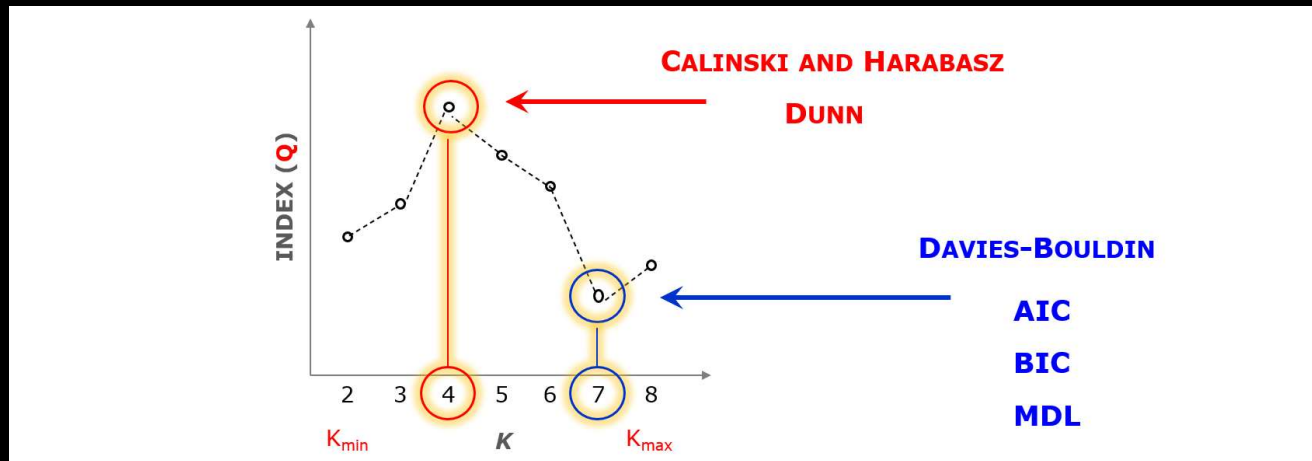 CALINSKI AND HARABASZ
DUNN
INDEX (Q)
DAVIES-BOULDIN
AIC
BIC
MDL
2 3 4 5 6 7 8
Kmin K Kmax